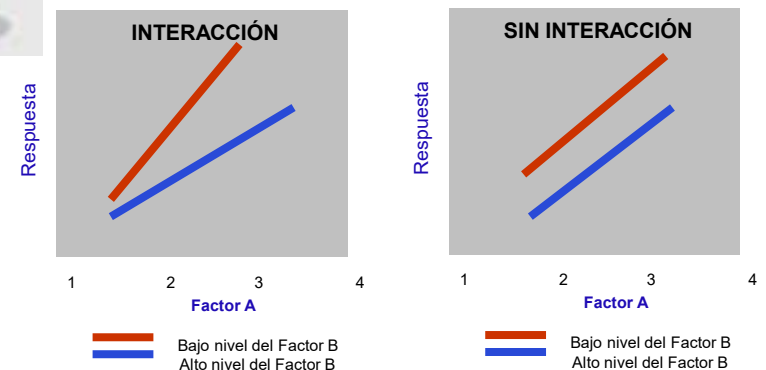 INTERACCIÓN
Respuesta
1 2 3 4
Factor A
Bajo nivel del Factor B
Alto nivel del Factor B
SIN INTERACCIÓN
Respuesta
1 2 3 4
Factor A
Bajo nivel del Factor B
Alto nivel del Factor B